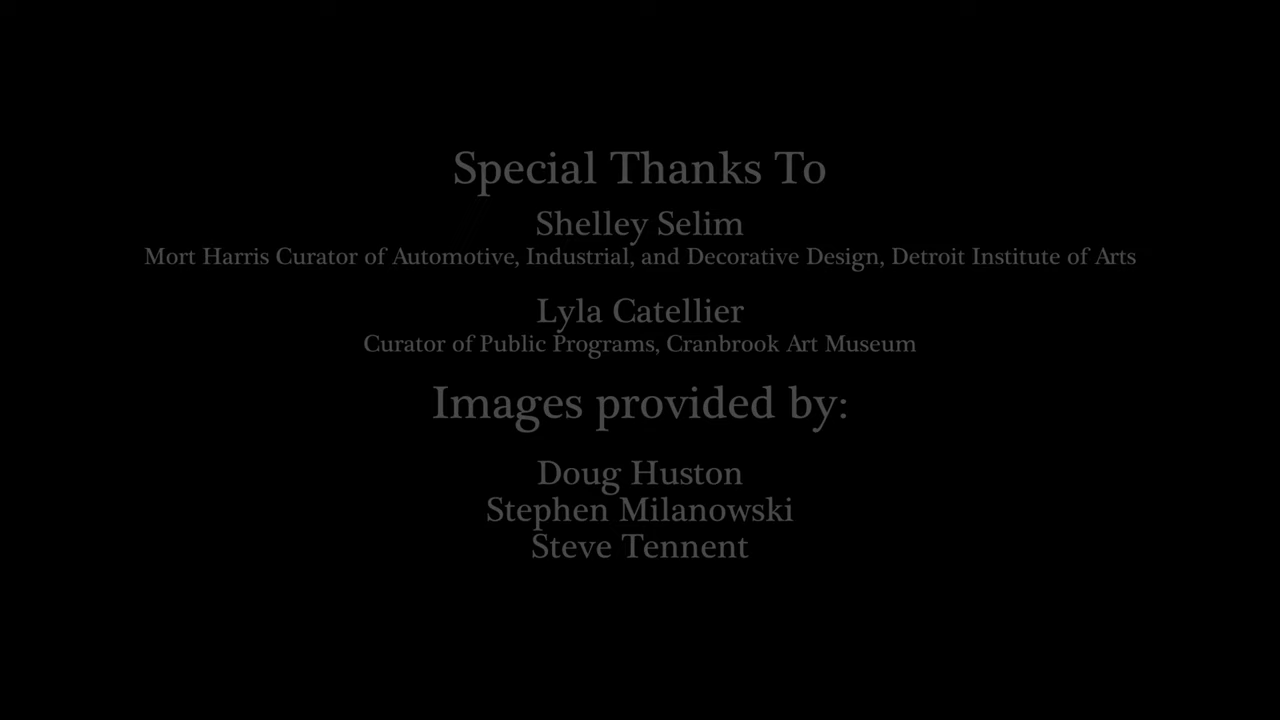 Special Thanks To
Shelley Selim
Mort Harris Curator of Automotive, Industrial, and Decorative Design, Detroit Institute of Arts
Lyla Catellier
Curator of Public Programs, Cranbrook Art Museum
Images provided by:
Doug Huston
Stephen Milanowski
Steve Tennent